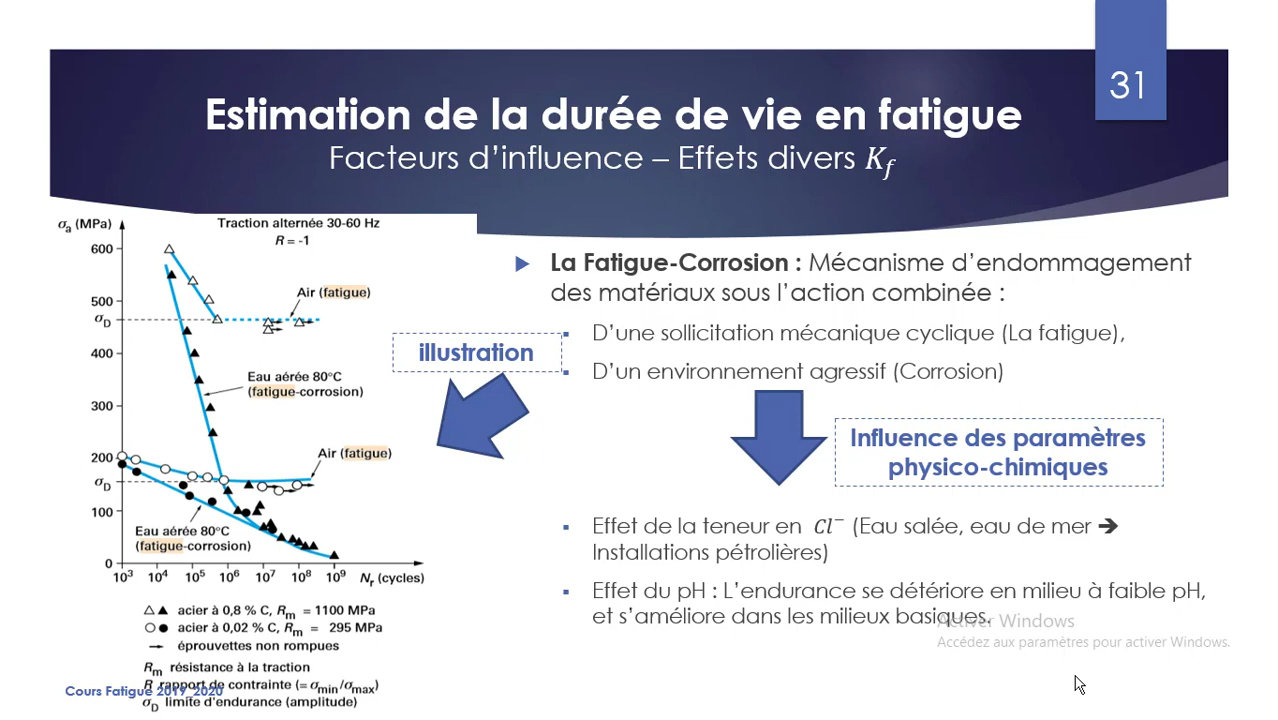 31
Estimation de la durée de vie en fatigue
Facteurs d’influence – Effets divers K_f
σa (MPa)
Traction alternée 30-60 Hz
R = -1
600
500
σD
400
300
200
σD
100
0
Air (fatigue)
Eau aérée 80°C
(fatigue-corrosion)
Air (fatigue)
Eau aérée 80°C
(fatigue-corrosion)
10³ 10⁴ 10⁵ 10⁶ 10⁷ 10⁸ 10⁹ Nr (cycles)
△ ▲ acier à 0,8 % C, Rm = 1100 MPa
○ ● acier à 0,02 % C, Rm = 295 MPa
→ éprouvettes non rompues
Rm résistance à la traction
R rapport de contrainte (= σmin/σmax)
σD limite d'endurance (amplitude)
Cours Fatigue 2019_2020
illustration
La Fatigue-Corrosion : Mécanisme d’endommagement
des matériaux sous l’action combinée :
D’une sollicitation mécanique cyclique (La fatigue),
D’un environnement agressif (Corrosion)
Influence des paramètres
physico-chimiques
Effet de la teneur en Cl⁻ (Eau salée, eau de mer ➔
Installations pétrolières)
Effet du pH : L’endurance se détériore en milieu à faible pH,
et s’améliore dans les milieux basiques.
Activer Windows
Accédez aux paramètres pour activer Windows.